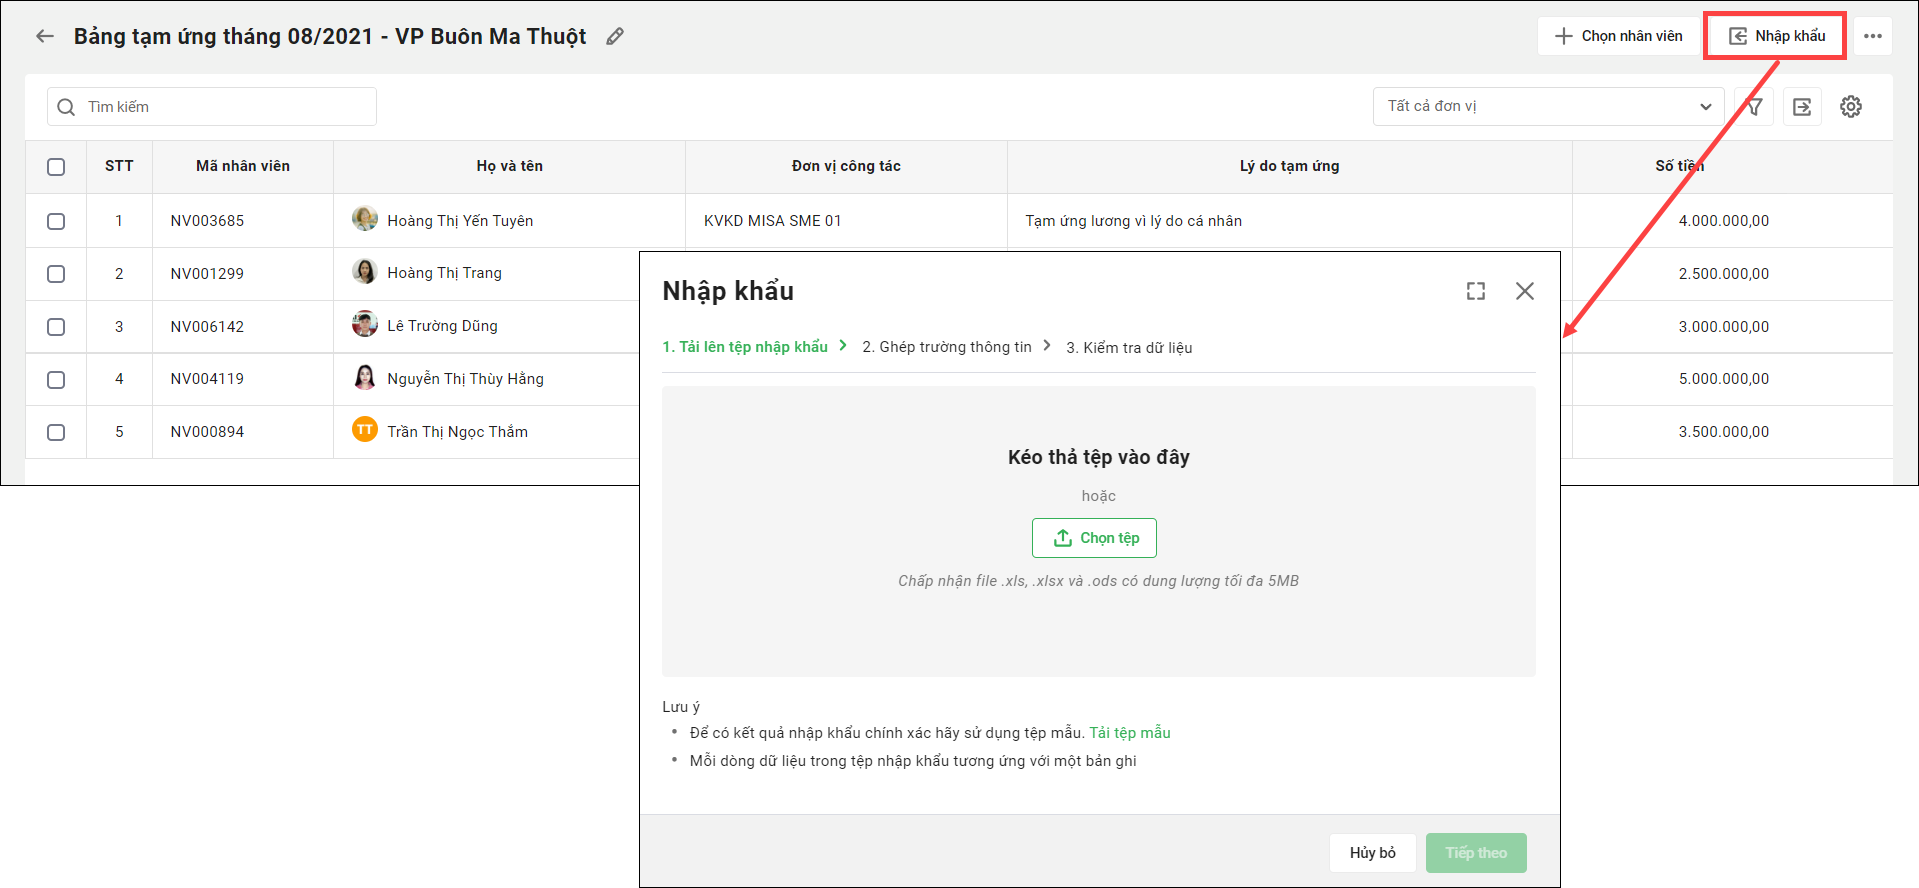 Bảng tạm ứng tháng 08/2021 - VP Buôn Ma Thuột
Chọn nhân viên
Nhập khẩu
Tìm kiếm
Tất cả đơn vị
STT Mã nhân viên Họ và tên Đơn vị công tác Lý do tạm ứng Số tiền
1 NV003685 Hoàng Thị Yến Tuyên KVKD MISA SME 01 Tạm ứng lương vì lý do cá nhân 4.000.000,00
2 NV001299 Hoàng Thị Trang 2.500.000,00
3 NV006142 Lê Trường Dũng 3.000.000,00
4 NV004119 Nguyễn Thị Thùy Hằng 5.000.000,00
5 NV000894 TT Trần Thị Ngọc Thắm 3.500.000,00
Nhập khẩu
1. Tải lên tệp nhập khẩu 2. Ghép trường thông tin 3. Kiểm tra dữ liệu
Kéo thả tệp vào đây
hoặc
Chọn tệp
Chấp nhận file .xls, .xlsx và .ods có dung lượng tối đa 5MB
Lưu ý
• Để có kết quả nhập khẩu chính xác hãy sử dụng tệp mẫu. Tải tệp mẫu
• Mỗi dòng dữ liệu trong tệp nhập khẩu tương ứng với một bản ghi
Hủy bỏ
Tiếp theo